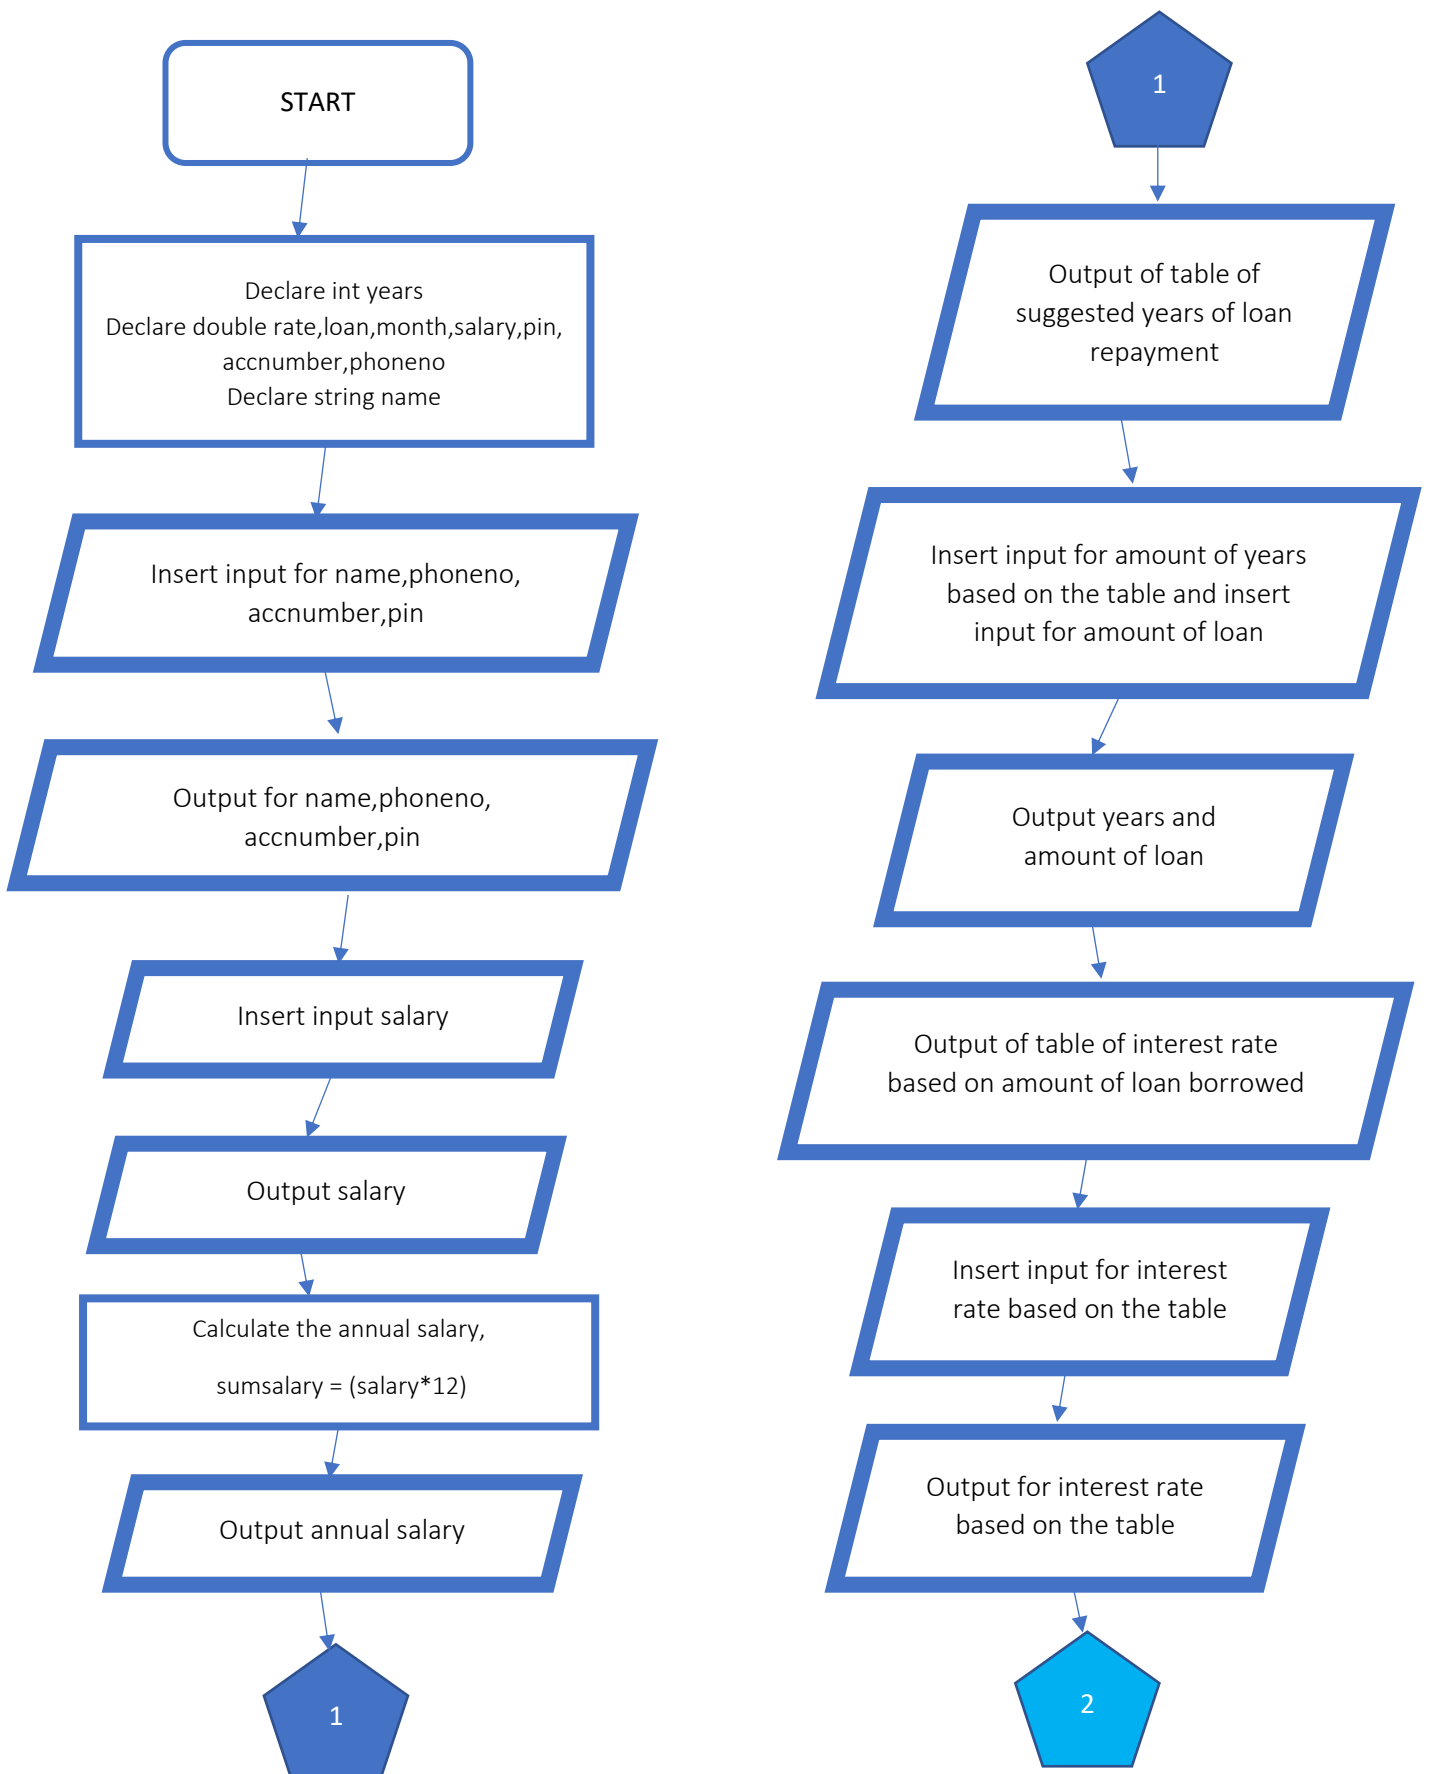 START
Declare int years
Declare double rate,loan,month,salary,pin,
accnumber,phoneno
Declare string name
Insert input for name,phoneno,
accnumber,pin
Output for name,phoneno,
accnumber,pin
Insert input salary
Output salary
Calculate the annual salary,
sumsalary = (salary*12)
Output annual salary
1
1
Output of table of
suggested years of loan
repayment
Insert input for amount of years
based on the table and insert
input for amount of loan
Output years and
amount of loan
Output of table of interest rate
based on amount of loan borrowed
Insert input for interest
rate based on the table
Output for interest rate
based on the table
2